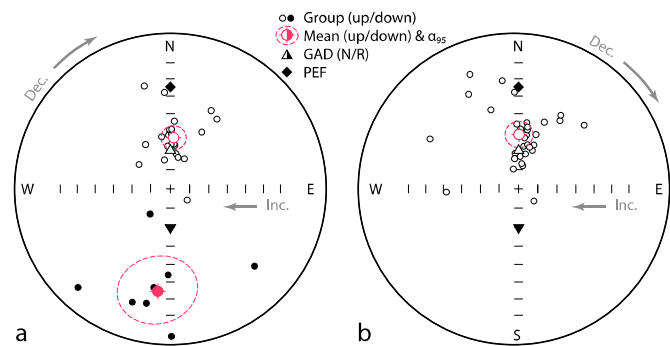 Group (up/down)
Mean (up/down) & α95
GAD (N/R)
PEF
Dec.
N
W
E
Inc.
a
Dec.
N
W
E
Inc.
S
b